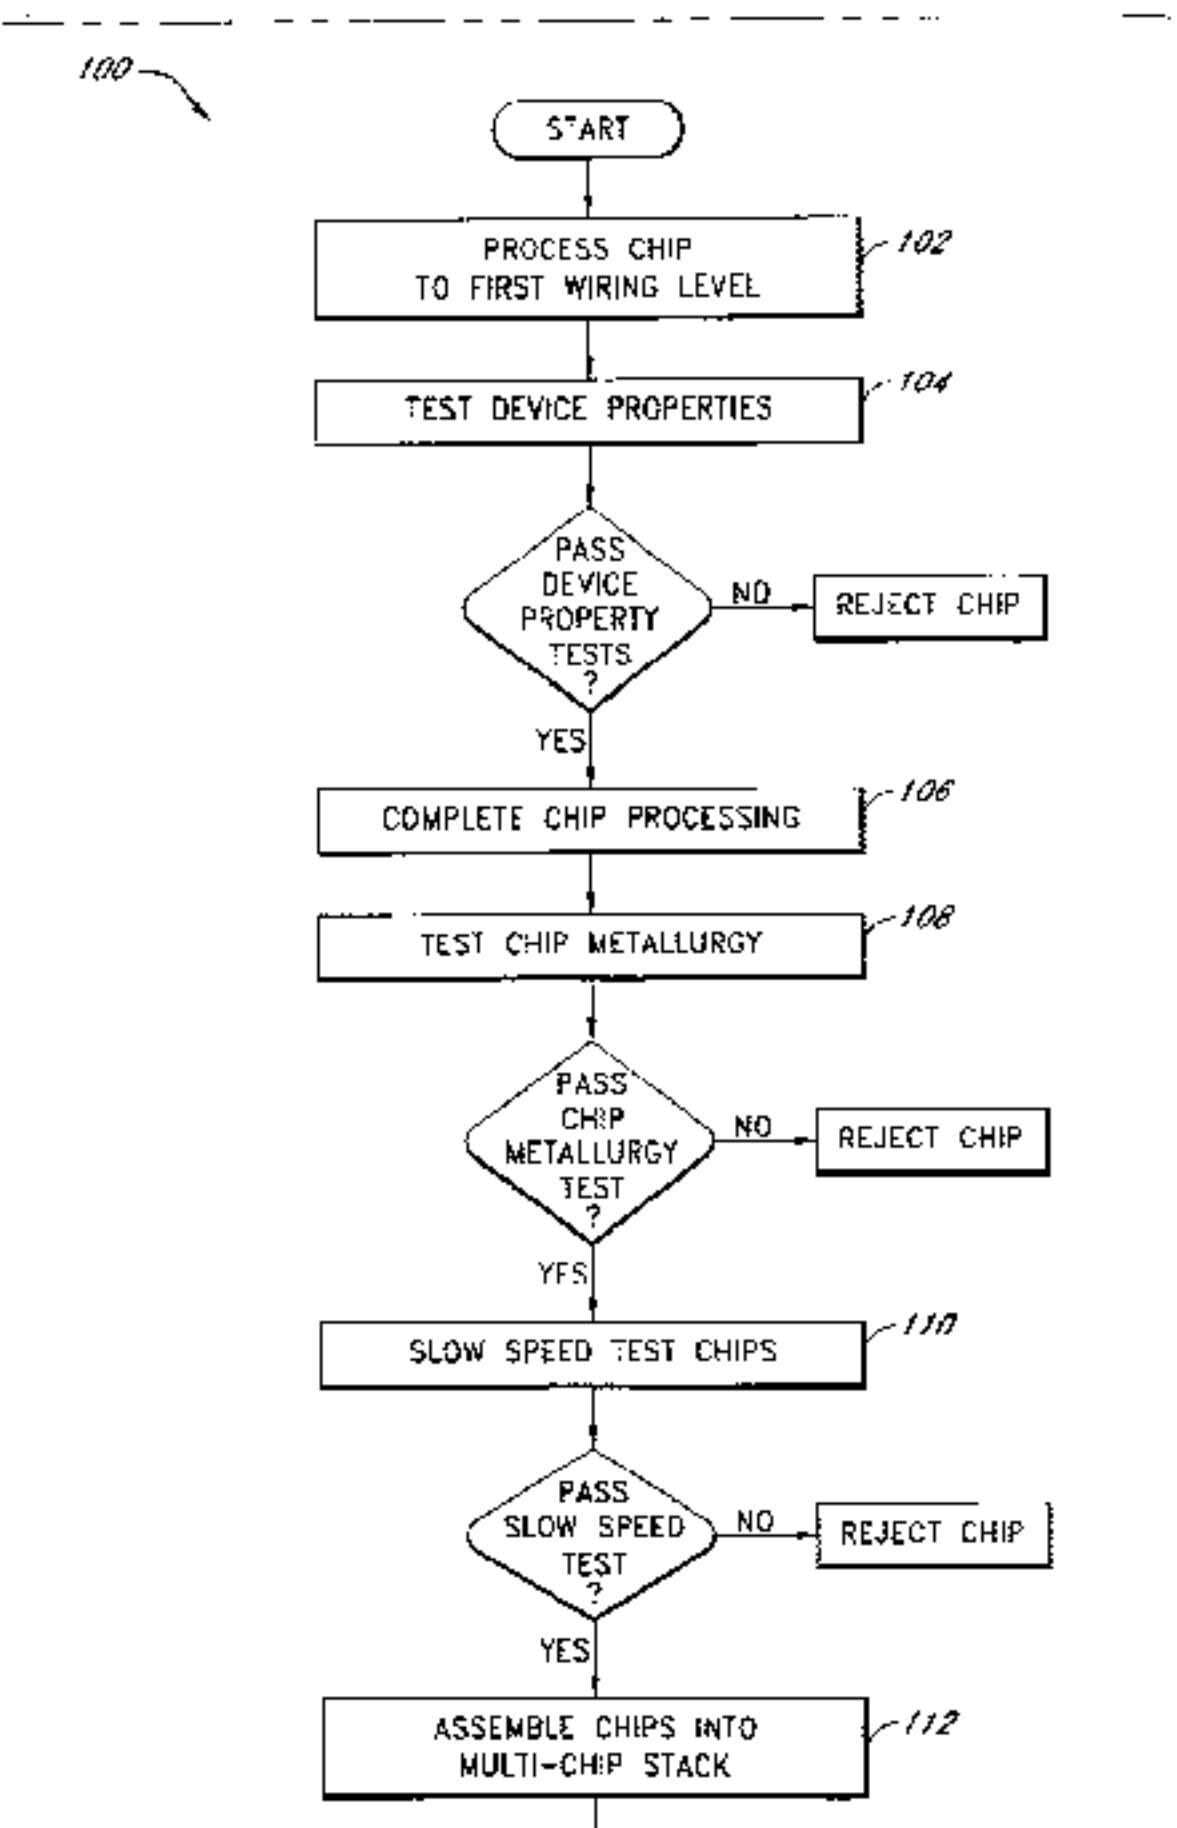 100
START
PROCESS CHIP
TO FIRST WIRING LEVEL
102
TEST DEVICE PROPERTIES
104
PASS
DEVICE
PROPERTY
TESTS
?
NO
REJECT CHIP
YES
COMPLETE CHIP PROCESSING
106
TEST CHIP METALLURGY
108
PASS
CHIP
METALLURGY
TEST
?
NO
REJECT CHIP
YES
SLOW SPEED TEST CHIPS
110
PASS
SLOW SPEED
TEST
?
NO
REJECT CHIP
YES
ASSEMBLE CHIPS INTO
MULTI-CHIP STACK
112